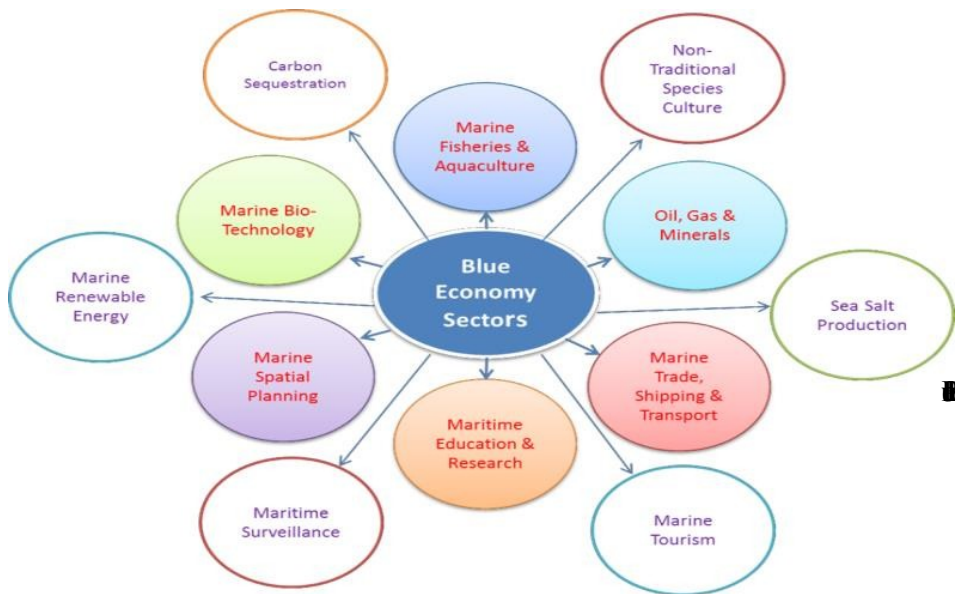 Carbon
Sequestration
Non-
Traditional
Species
Culture
Marine
Fisheries &
Aquaculture
Marine Bio-
Technology
Oil, Gas &
Minerals
Blue
Economy
Sectors
Marine
Renewable
Energy
Sea Salt
Production
Marine
Spatial
Planning
Marine
Trade,
Shipping &
Transport
Maritime
Education &
Research
Maritime
Surveillance
Marine
Tourism